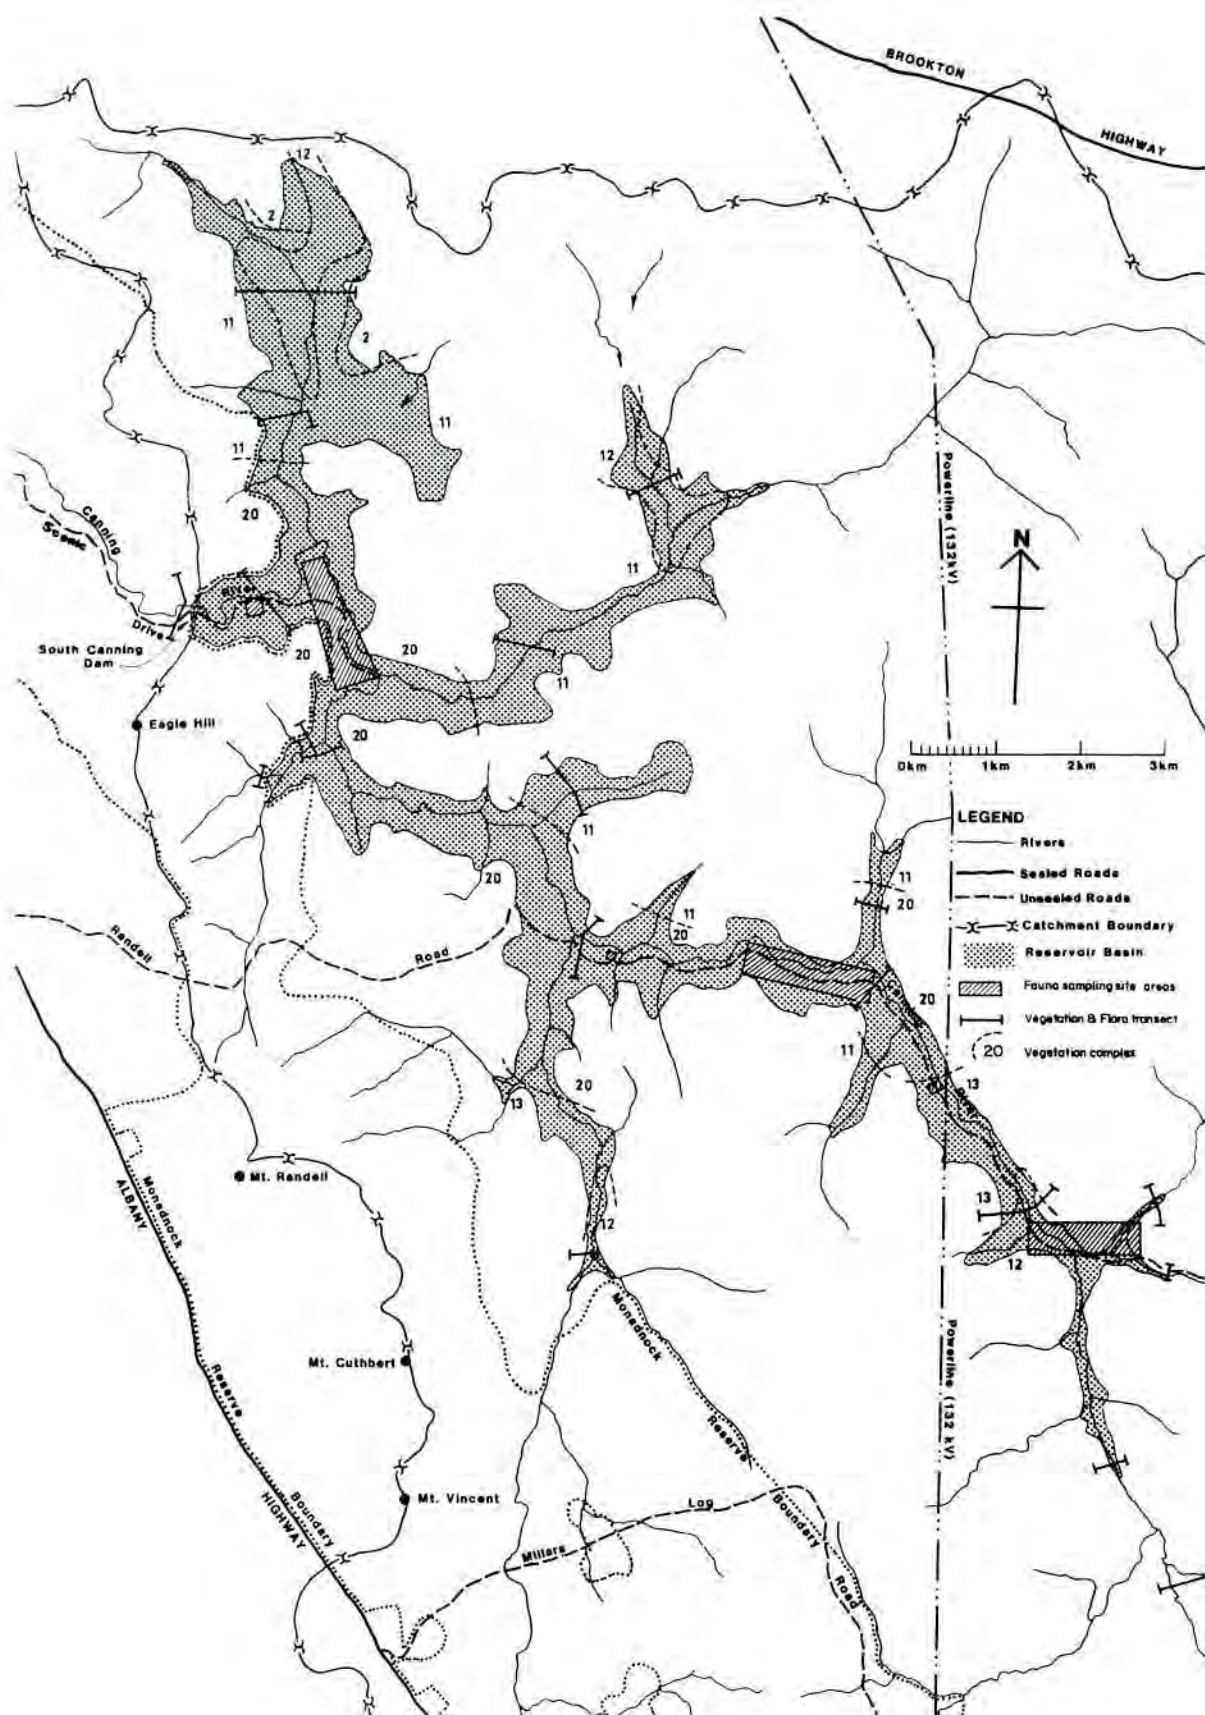 BROOKTON
HIGHWAY
12
2
11
2
11
11
12
20
Powerline (132kV)
N
Canning
Scenic
River
Drive
South Canning
Dam
11
20
20
11
Eagle Hill
20
0km 1km 2km 3km
LEGEND
Rivers
Sealed Roads
Unsealed Roads
Catchment Boundary
Reservoir Basin
Fauna sampling site areas
Vegetation & Flora transect
20 Vegetation complex
11
20
11
20
11
20
Randell
Road
Canning
20
11
13
River
20
13
Mt. Randell
13
12
12
ALBANY
Monadnock
Reserve
Boundary
HIGHWAY
Mt. Cuthbert
Mt. Vincent
Monadnock
Reserve
Boundary
Road
Powerline (132 kV)
Millars
Log